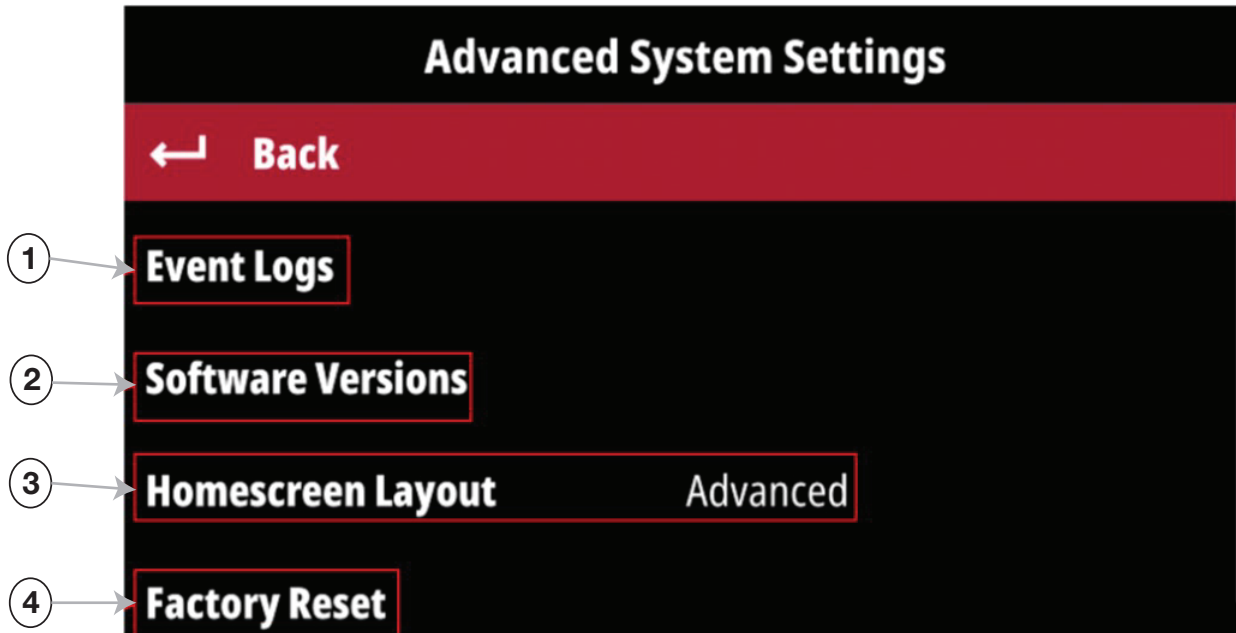 Advanced System Settings
Back
1 Event Logs
2 Software Versions
3 Homescreen Layout Advanced
4 Factory Reset